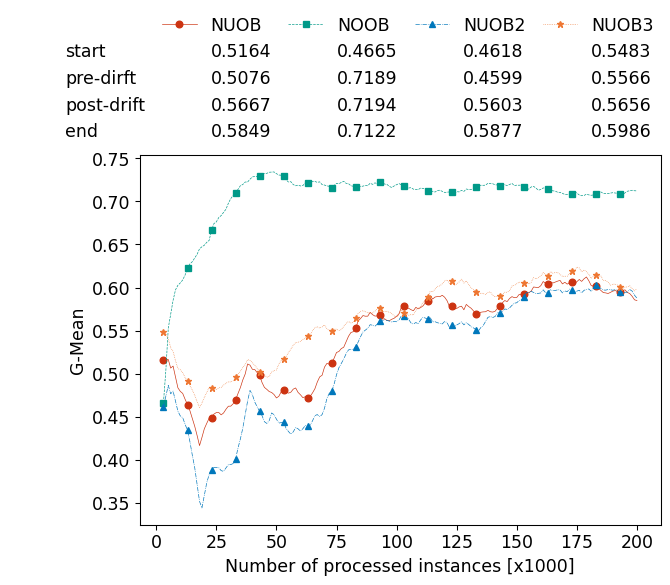 NUOB NOOB NUOB2 NUOB3
start 0.5164 0.4665 0.4618 0.5483
pre-dirft 0.5076 0.7189 0.4599 0.5566
post-drift 0.5667 0.7194 0.5603 0.5656
end 0.5849 0.7122 0.5877 0.5986
0.75
0.70
0.65
0.60
0.55
0.50
0.45
0.40
0.35
G-Mean
0 25 50 75 100 125 150 175 200
Number of processed instances [x1000]